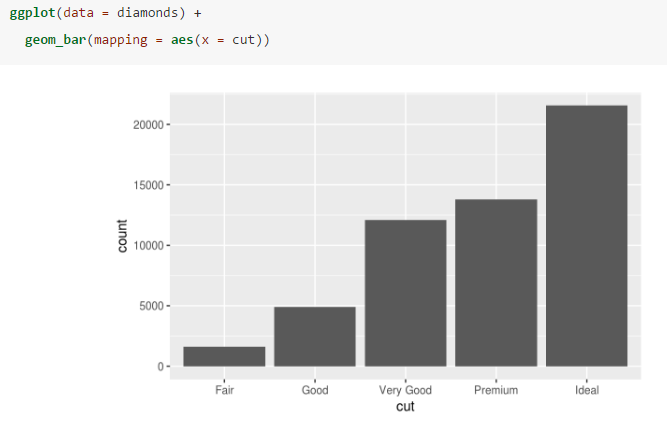 ggplot(data = diamonds) +
  geom_bar(mapping = aes(x = cut))
20000
15000
10000
5000
0
count
Fair Good Very Good Premium Ideal
cut